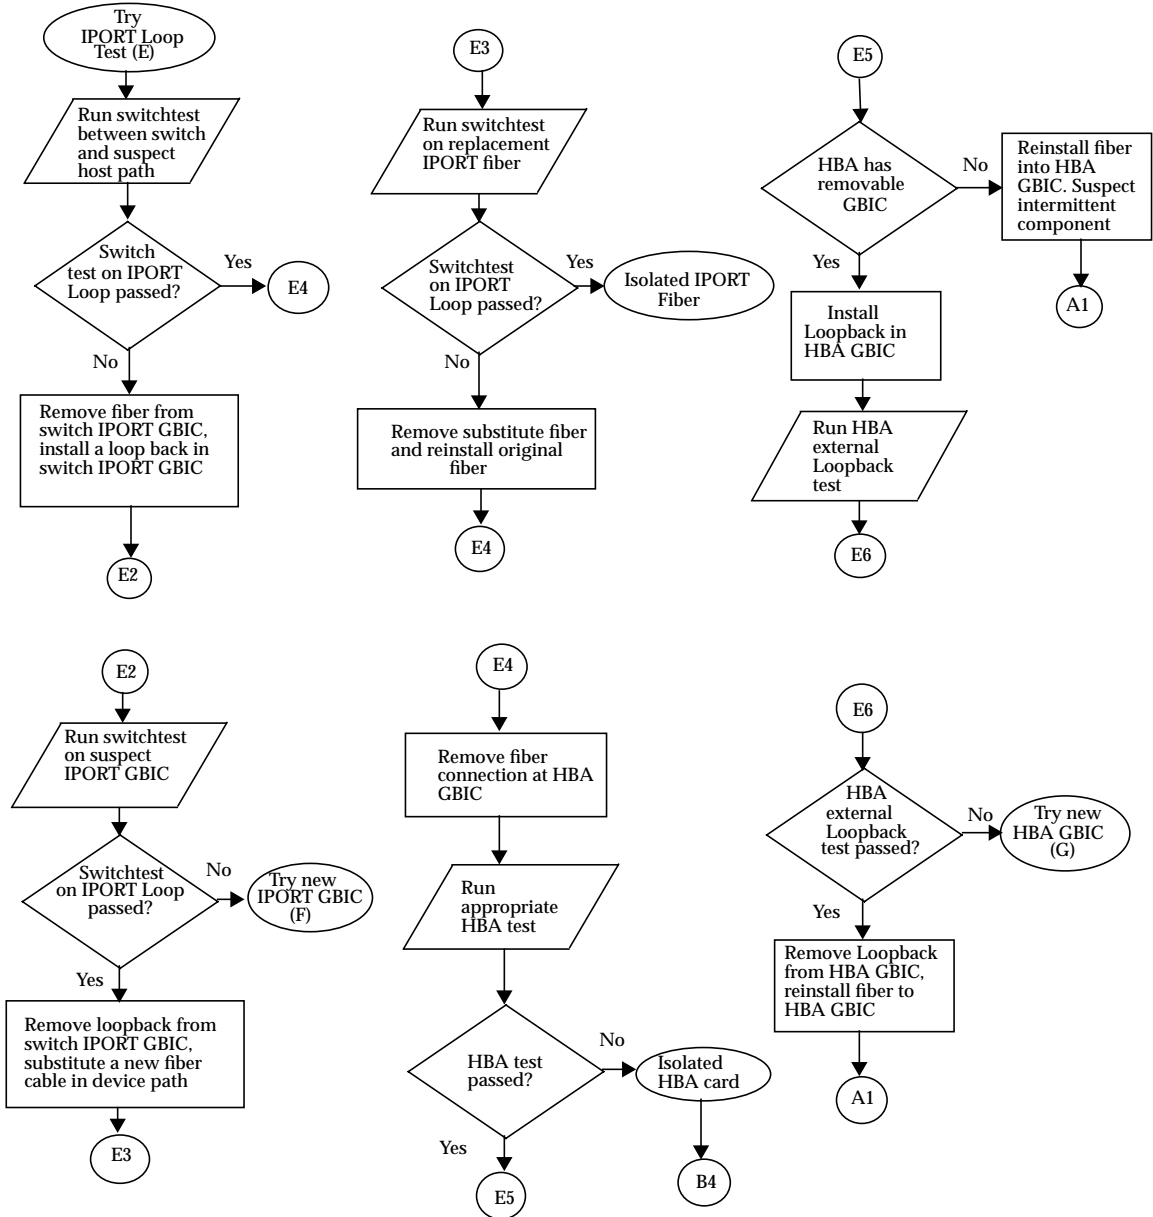 Try
IPORT Loop
Test (E)
Run switchtest
between switch
and suspect
host path
Switch
test on IPORT
Loop passed?
Yes
E4
No
Remove fiber from
switch IPORT GBIC,
install a loop back in
switch IPORT GBIC
E2
E3
Run switchtest
on replacement
IPORT fiber
Switchtest
on IPORT
Loop passed?
Yes
Isolated IPORT
Fiber
No
Remove substitute fiber
and reinstall original
fiber
E4
E5
HBA has
removable
GBIC
No
Reinstall fiber
into HBA
GBIC. Suspect
intermittent
component
A1
Yes
Install
Loopback in
HBA GBIC
Run HBA
external
Loopback
test
E6
E2
Run switchtest
on suspect
IPORT GBIC
Switchtest
on IPORT Loop
passed?
No
Try new
IPORT GBIC
(F)
Yes
Remove loopback from
switch IPORT GBIC,
substitute a new fiber
cable in device path
E3
E4
Remove fiber
connection at HBA
GBIC
Run
appropriate
HBA test
HBA test
passed?
No
Isolated
HBA card
B4
Yes
E5
E6
HBA
external
Loopback
test passed?
No
Try new
HBA GBIC
(G)
Yes
Remove Loopback
from HBA GBIC,
reinstall fiber to
HBA GBIC
A1